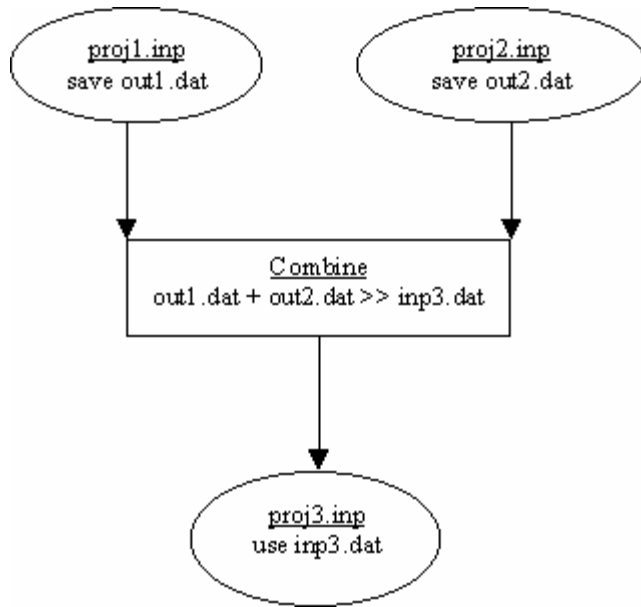 proj1.inp
save out1.dat
proj2.inp
save out2.dat
Combine
out1.dat + out2.dat >> inp3.dat
proj3.inp
use inp3.dat